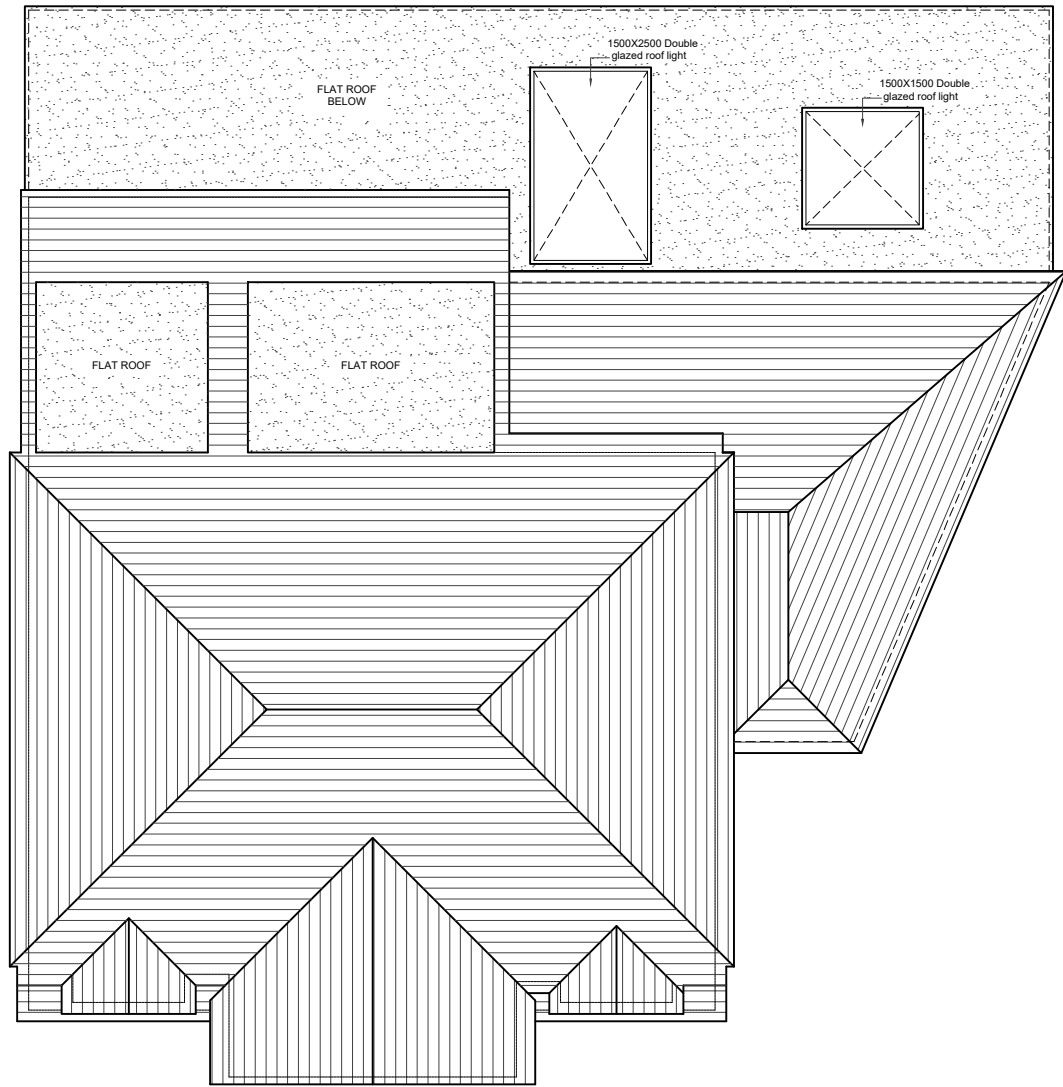 1500X2500 Double
glazed roof light
FLAT ROOF
BELOW
1500X1500 Double
glazed roof light
FLAT ROOF
FLAT ROOF